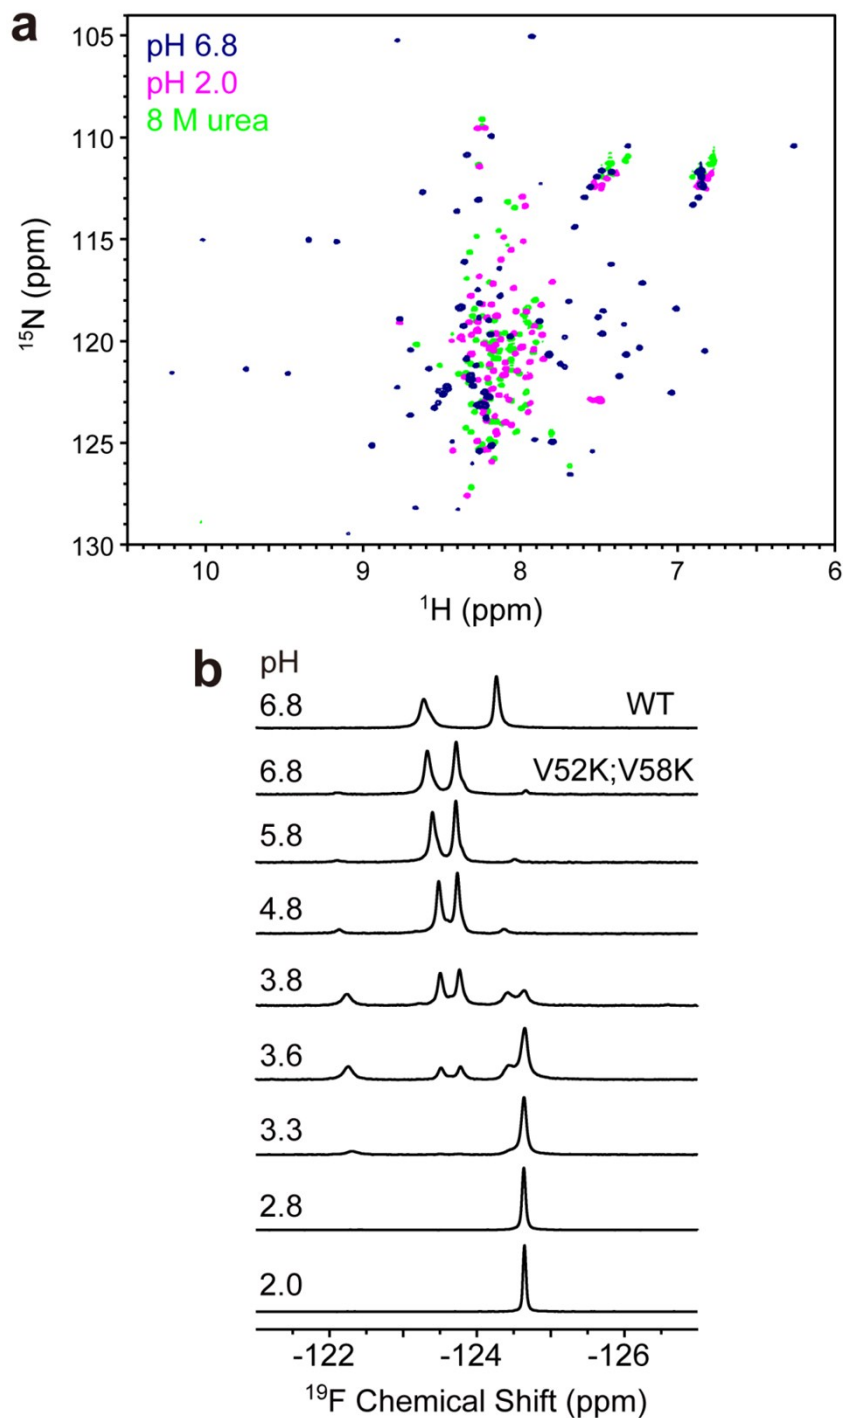 a
pH 6.8
pH 2.0
8 M urea
105
110
115
120
125
130
10 9 8 7 6
¹⁵N (ppm)
¹H (ppm)
b
pH
6.8 WT
6.8 V52K;V58K
5.8
4.8
3.8
3.6
3.3
2.8
2.0
-122 -124 -126
¹⁹F Chemical Shift (ppm)